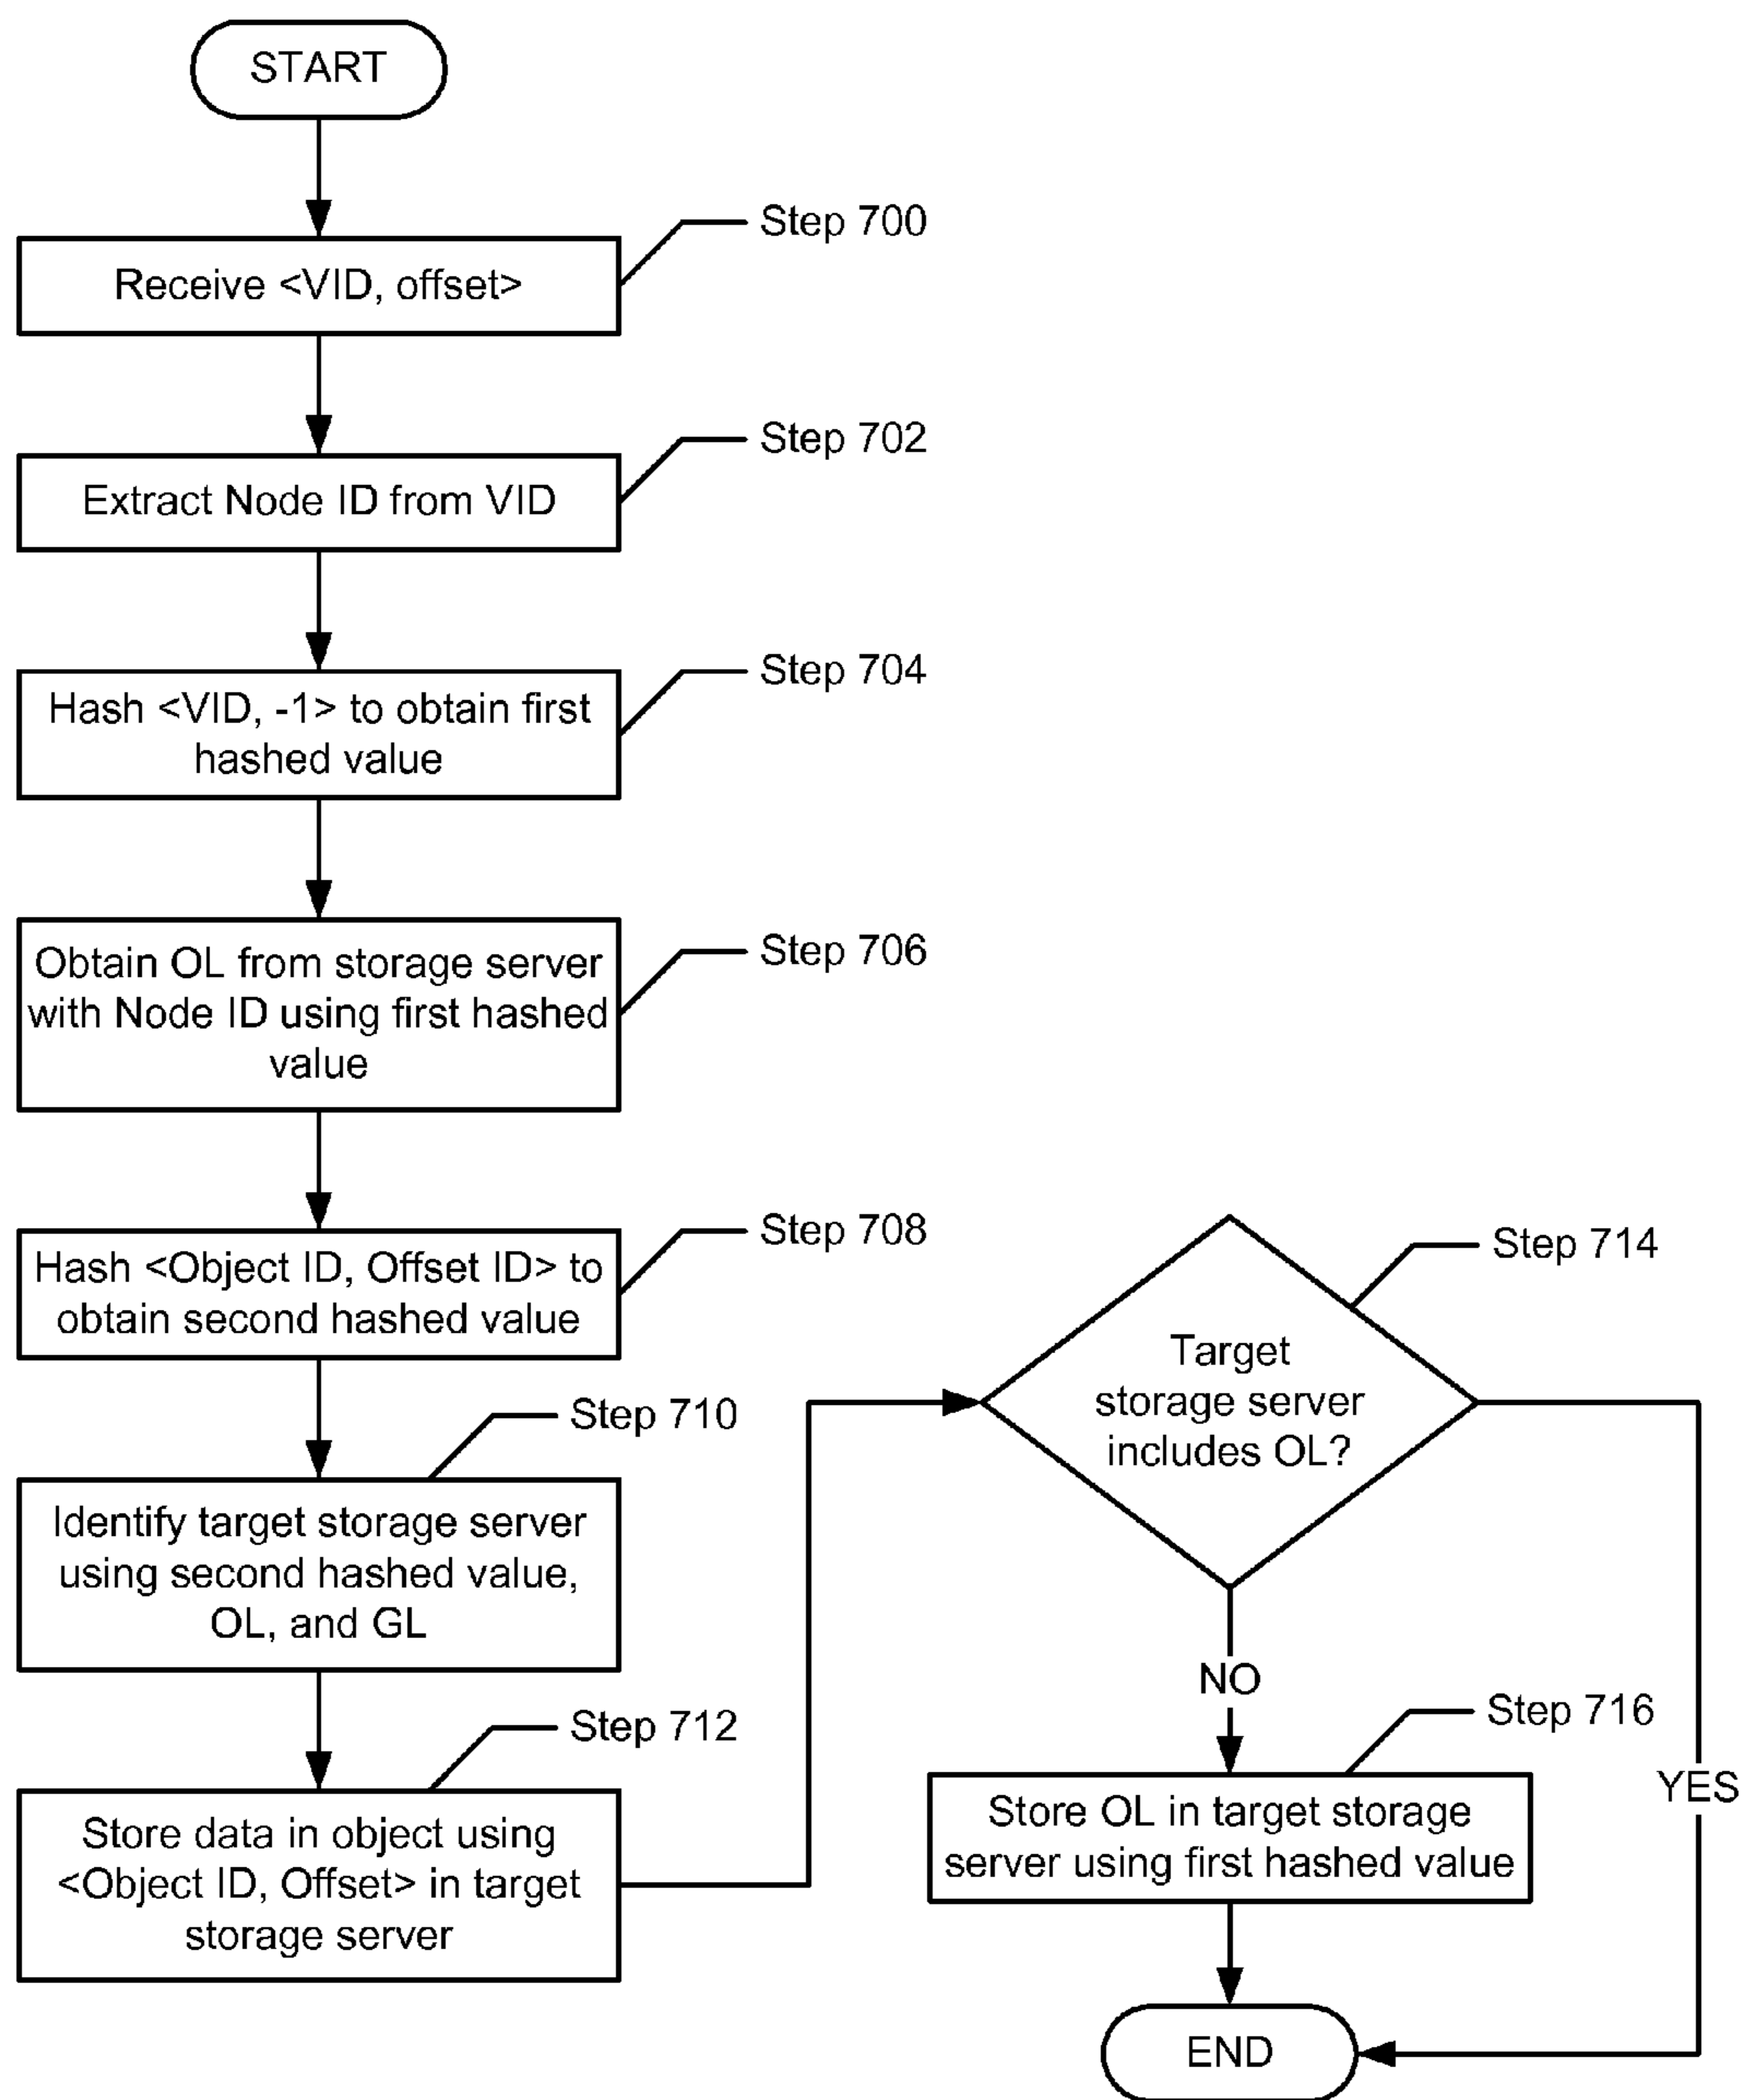 START
Step 700
Receive <VID, offset>
Step 702
Extract Node ID from VID
Step 704
Hash <VID, -1> to obtain first
hashed value
Step 706
Obtain OL from storage server
with Node ID using first hashed
value
Step 708
Hash <Object ID, Offset ID> to
obtain second hashed value
Step 710
Identify target storage server
using second hashed value,
OL, and GL
Step 712
Store data in object using
<Object ID, Offset> in target
storage server
Step 714
Target
storage server
includes OL?
NO
YES
Step 716
Store OL in target storage
server using first hashed value
END